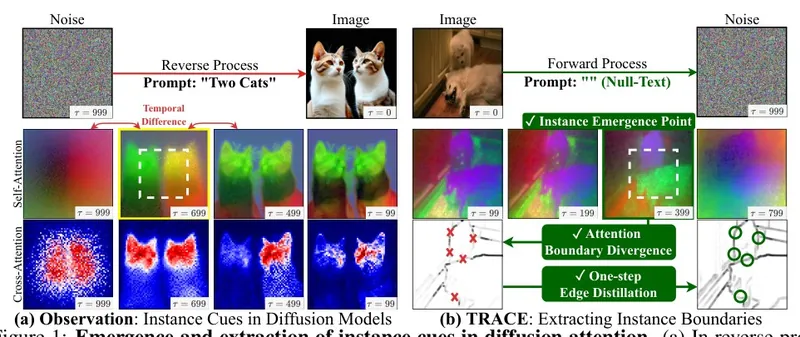 Noise
Image
Reverse Process
Prompt: "Two Cats"
τ = 999
τ = 0
Temporal
Difference
Self-Attention
τ = 999
τ = 699
τ = 499
τ = 99
Cross-Attention
τ = 999
τ = 699
τ = 499
τ = 99
(a) Observation: Instance Cues in Diffusion Models
Image
Noise
Forward Process
Prompt: "" (Null-Text)
τ = 0
τ = 999
✓ Instance Emergence Point
τ = 99
τ = 199
τ = 399
τ = 799
✓ Attention
Boundary Divergence
✓ One-step
Edge Distillation
(b) TRACE: Extracting Instance Boundaries
Figure 1: Emergence and extraction of instance cues in diffusion attention. (a) In reverse pro